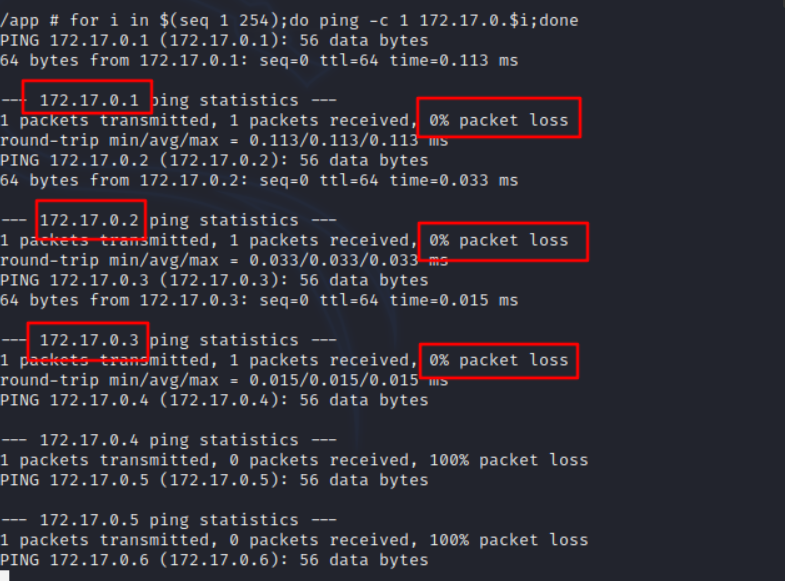 /app # for i in $(seq 1 254);do ping -c 1 172.17.0.$i;done
PING 172.17.0.1 (172.17.0.1): 56 data bytes
64 bytes from 172.17.0.1: seq=0 ttl=64 time=0.113 ms
--- 172.17.0.1 ping statistics ---
1 packets transmitted, 1 packets received, 0% packet loss
round-trip min/avg/max = 0.113/0.113/0.113 ms
PING 172.17.0.2 (172.17.0.2): 56 data bytes
64 bytes from 172.17.0.2: seq=0 ttl=64 time=0.033 ms
--- 172.17.0.2 ping statistics ---
1 packets transmitted, 1 packets received, 0% packet loss
round-trip min/avg/max = 0.033/0.033/0.033 ms
PING 172.17.0.3 (172.17.0.3): 56 data bytes
64 bytes from 172.17.0.3: seq=0 ttl=64 time=0.015 ms
--- 172.17.0.3 ping statistics ---
1 packets transmitted, 1 packets received, 0% packet loss
round-trip min/avg/max = 0.015/0.015/0.015 ms
PING 172.17.0.4 (172.17.0.4): 56 data bytes
--- 172.17.0.4 ping statistics ---
1 packets transmitted, 0 packets received, 100% packet loss
PING 172.17.0.5 (172.17.0.5): 56 data bytes
--- 172.17.0.5 ping statistics ---
1 packets transmitted, 0 packets received, 100% packet loss
PING 172.17.0.6 (172.17.0.6): 56 data bytes